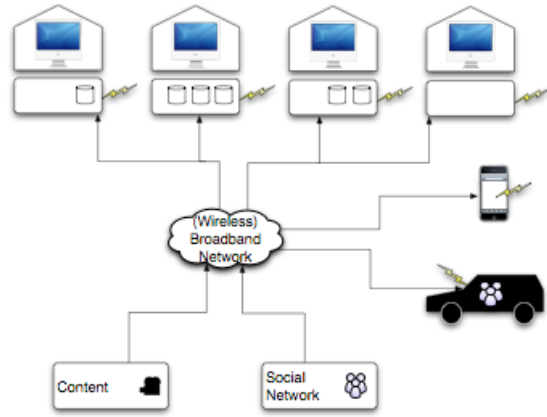 (Wireless)
Broadband
Network
Content
Social
Network